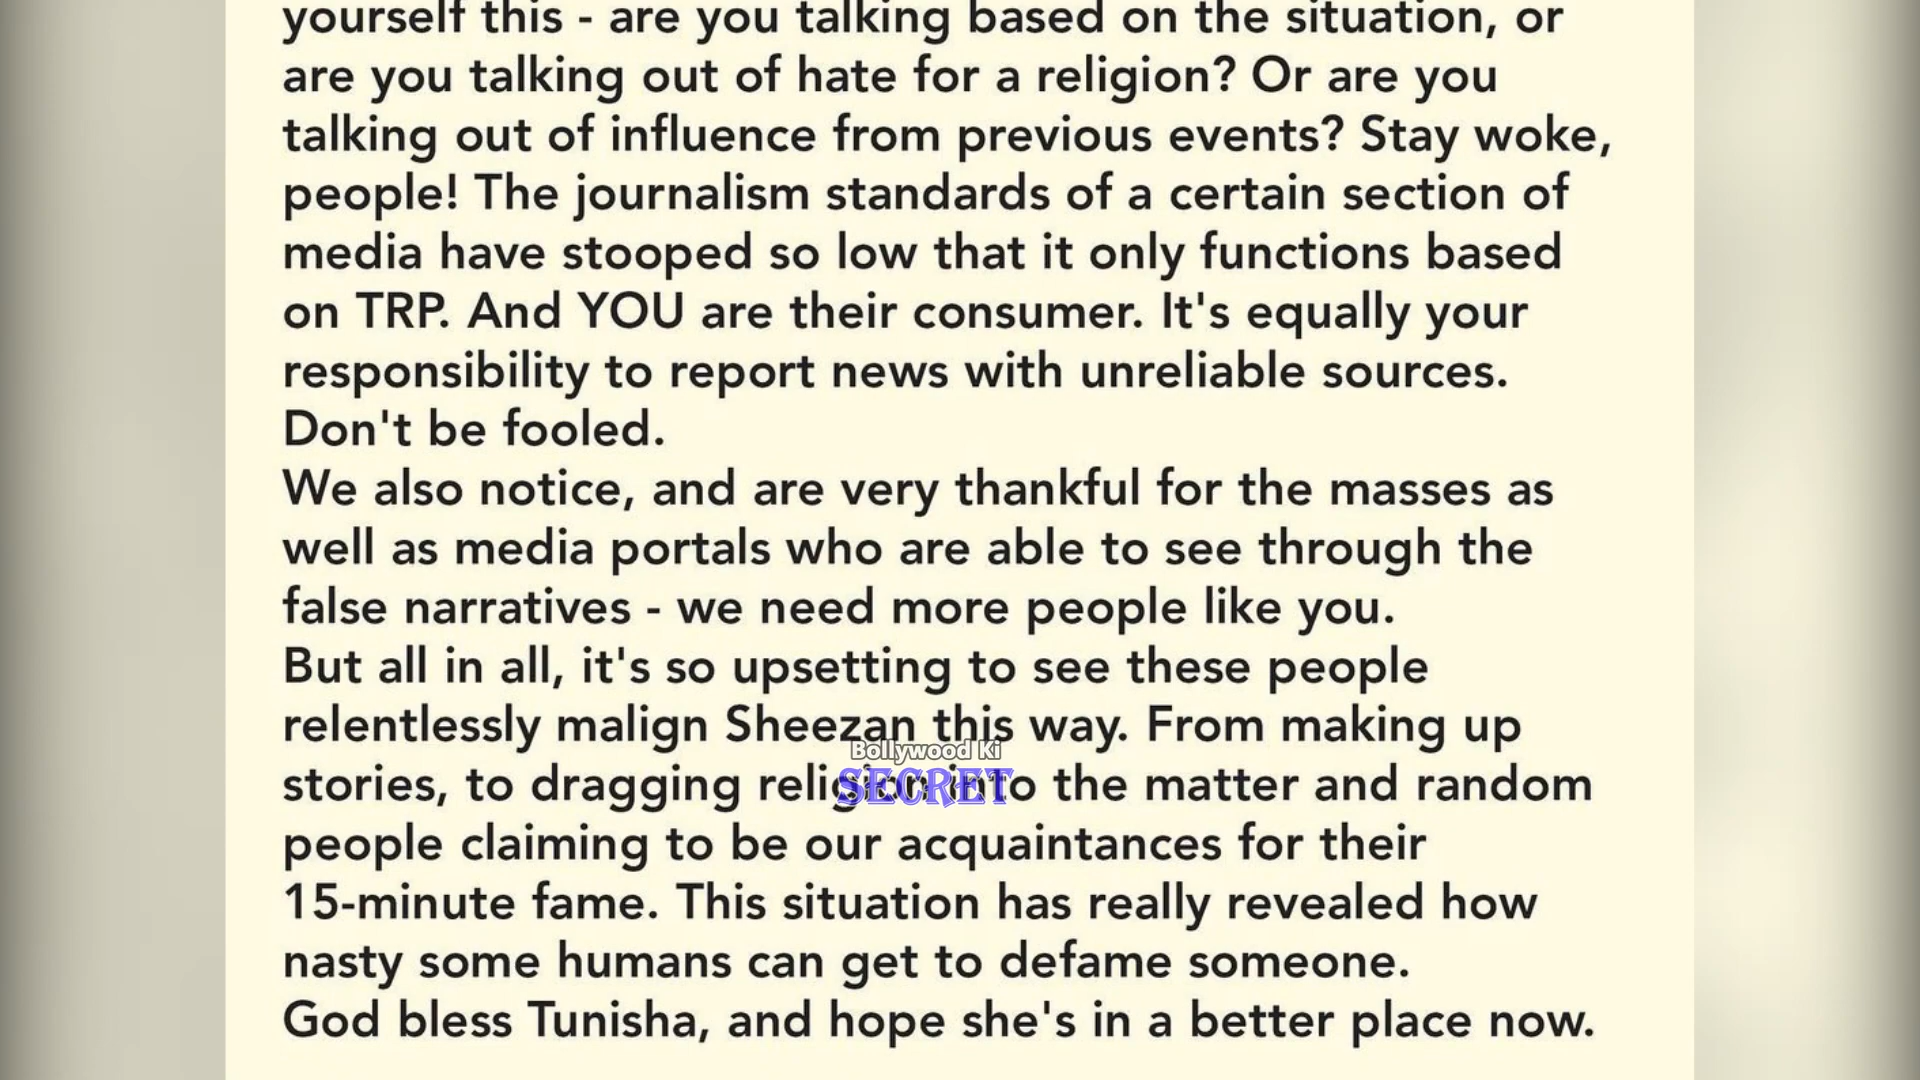 yourself this - are you talking based on the situation, or
are you talking out of hate for a religion? Or are you
talking out of influence from previous events? Stay woke,
people! The journalism standards of a certain section of
media have stooped so low that it only functions based
on TRP. And YOU are their consumer. It's equally your
responsibility to report news with unreliable sources.
Don't be fooled.
We also notice, and are very thankful for the masses as
well as media portals who are able to see through the
false narratives - we need more people like you.
But all in all, it's so upsetting to see these people
relentlessly malign Sheezan this way. From making up
Bollywood Ki
SECRET
stories, to dragging religion into the matter and random
people claiming to be our acquaintances for their
15-minute fame. This situation has really revealed how
nasty some humans can get to defame someone.
God bless Tunisha, and hope she's in a better place now.